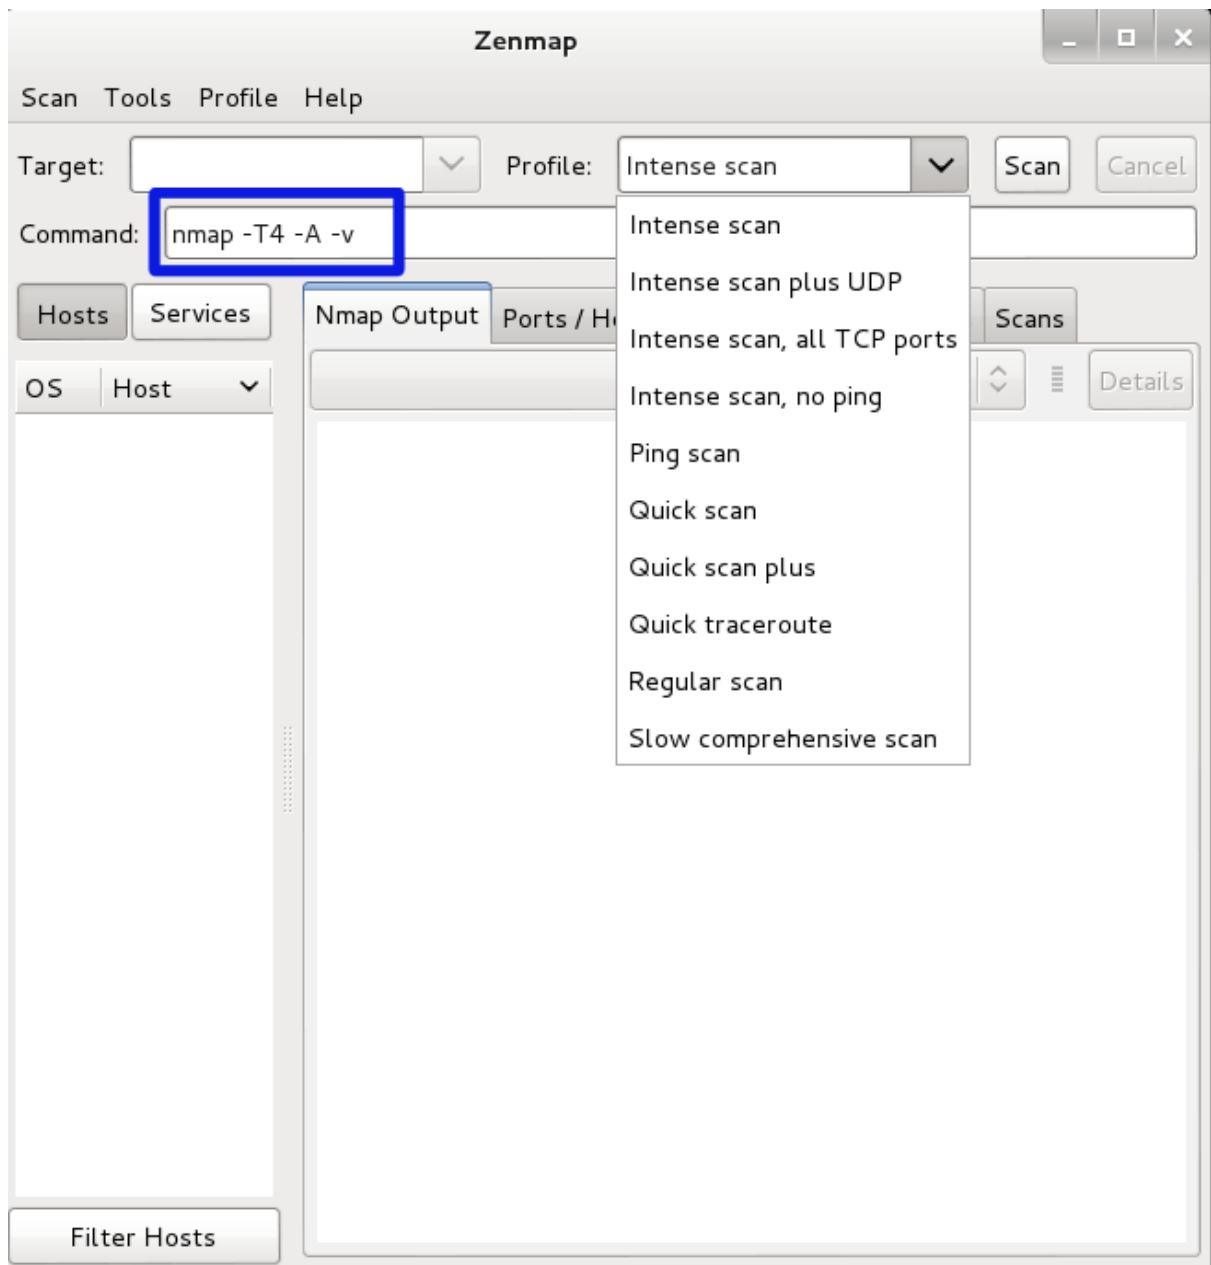 Zenmap
Scan Tools Profile Help
Target: Profile: Intense scan Scan Cancel
Command: nmap -T4 -A -v
Intense scan
Intense scan plus UDP
Intense scan, all TCP ports
Intense scan, no ping
Ping scan
Quick scan
Quick scan plus
Quick traceroute
Regular scan
Slow comprehensive scan
Hosts Services Nmap Output Ports / Scans
OS Host Details
Filter Hosts